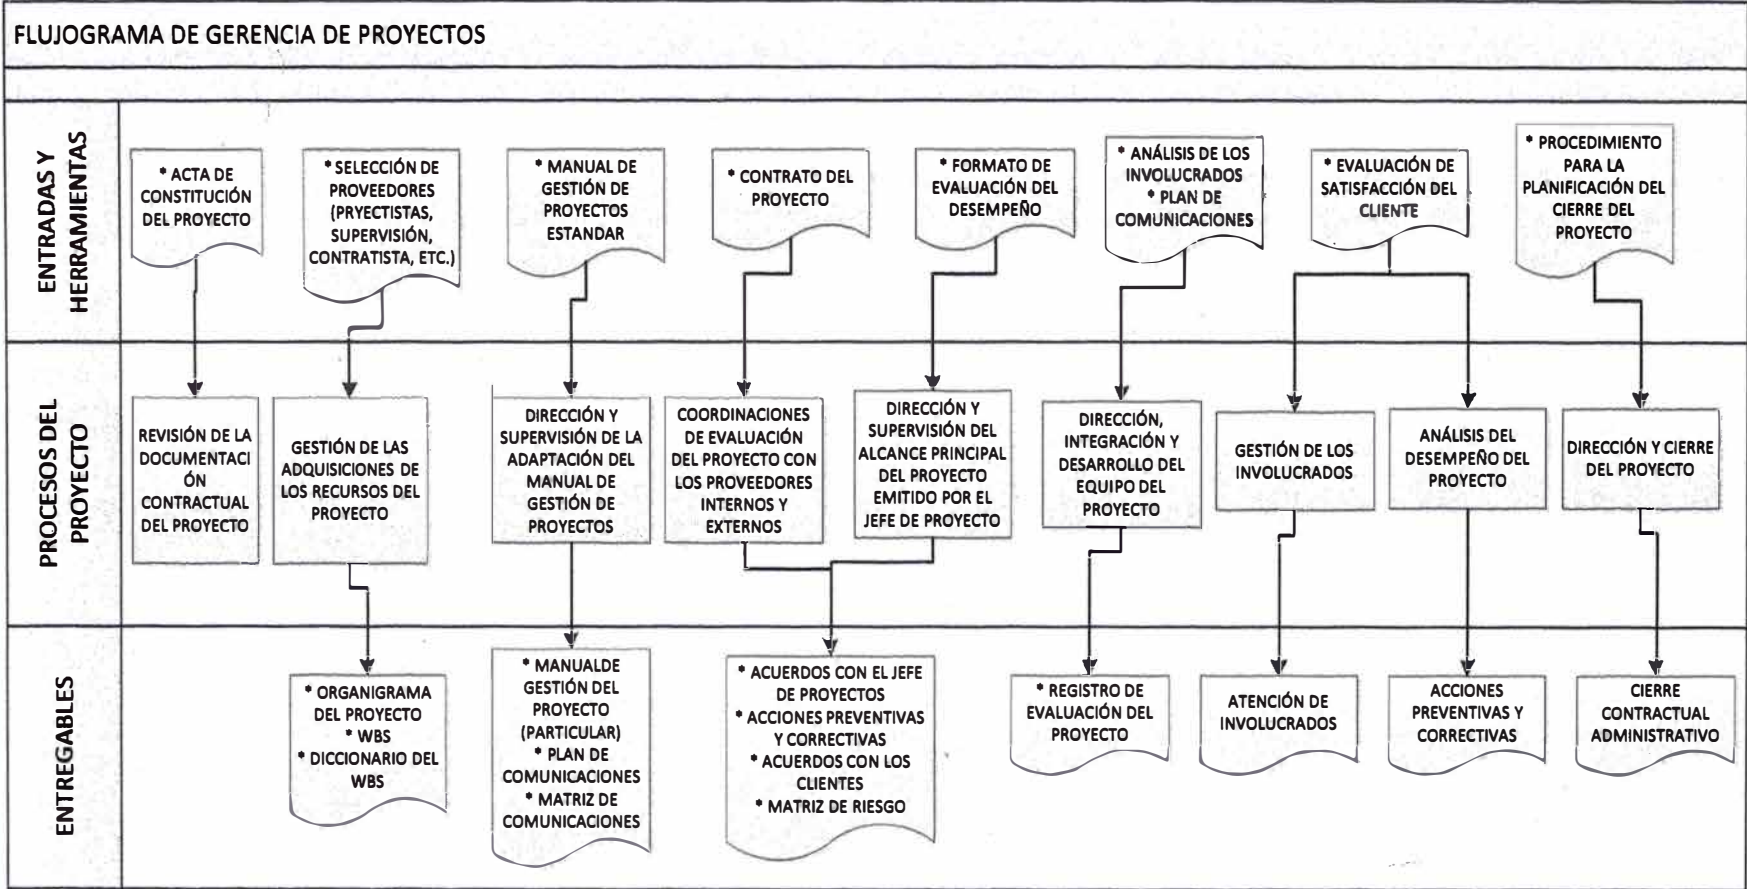 FLUJOGRAMA DE GERENCIA DE PROYECTOS
ENTRADAS Y
HERRAMIENTAS
* ACTA DE
CONSTITUCIÓN
DEL PROYECTO
* SELECCIÓN DE
PROVEEDORES
(PRYECTISTAS,
SUPERVISIÓN,
CONTRATISTA, ETC.)
* MANUAL DE
GESTIÓN DE
PROYECTOS
ESTANDAR
* CONTRATO DEL
PROYECTO
* FORMATO DE
EVALUACIÓN DEL
DESEMPEÑO
* ANÁLISIS DE LOS
INVOLUCRADOS
* PLAN DE
COMUNICACIONES
* EVALUACIÓN DE
SATISFACCIÓN DEL
CLIENTE
* PROCEDIMIENTO
PARA LA
PLANIFICACIÓN DEL
CIERRE DEL
PROYECTO
PROCESOS DEL
PROYECTO
REVISIÓN DE LA
DOCUMENTACI
ÓN
CONTRACTUAL
DEL PROYECTO
GESTIÓN DE LAS
ADQUISICIONES DE
LOS RECURSOS DEL
PROYECTO
DIRECCIÓN Y
SUPERVISIÓN DE LA
ADAPTACIÓN DEL
MANUAL DE
GESTIÓN DE
PROYECTOS
COORDINACIONES
DE EVALUACIÓN
DEL PROYECTO CON
LOS PROVEEDORES
INTERNOS Y
EXTERNOS
DIRECCIÓN Y
SUPERVISIÓN DEL
ALCANCE PRINCIPAL
DEL PROYECTO
EMITIDO POR EL
JEFE DE PROYECTO
DIRECCIÓN,
INTEGRACIÓN Y
DESARROLLO DEL
EQUIPO DEL
PROYECTO
GESTIÓN DE LOS
INVOLUCRADOS
ANÁLISIS DEL
DESEMPEÑO DEL
PROYECTO
DIRECCIÓN Y CIERRE
DEL PROYECTO
ENTREGABLES
* ORGANIGRAMA
DEL PROYECTO
* WBS
* DICCIONARIO DEL
WBS
* MANUALDE
GESTIÓN DEL
PROYECTO
(PARTICULAR)
* PLAN DE
COMUNICACIONES
* MATRIZ DE
COMUNICACIONES
* ACUERDOS CON EL JEFE
DE PROYECTOS
* ACCIONES PREVENTIVAS
Y CORRECTIVAS
* ACUERDOS CON LOS
CLIENTES
* MATRIZ DE RIESGO
* REGISTRO DE
EVALUACIÓN DEL
PROYECTO
ATENCIÓN DE
INVOLUCRADOS
ACCIONES
PREVENTIVAS Y
CORRECTIVAS
CIERRE
CONTRACTUAL
ADMINISTRATIVO